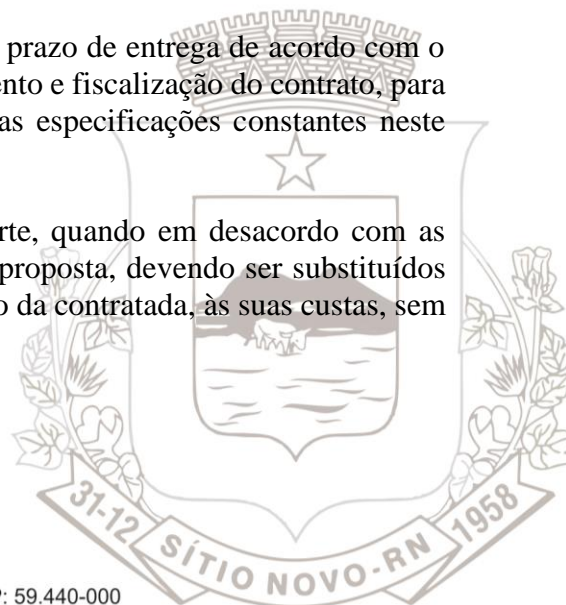 prazo de entrega de acordo com o
ento e fiscalização do contrato, para
as especificações constantes neste
rte, quando em desacordo com as
proposta, devendo ser substituídos
o da contratada, às suas custas, sem
31-12 SÍTIO NOVO-RN 1958
: 59.440-000